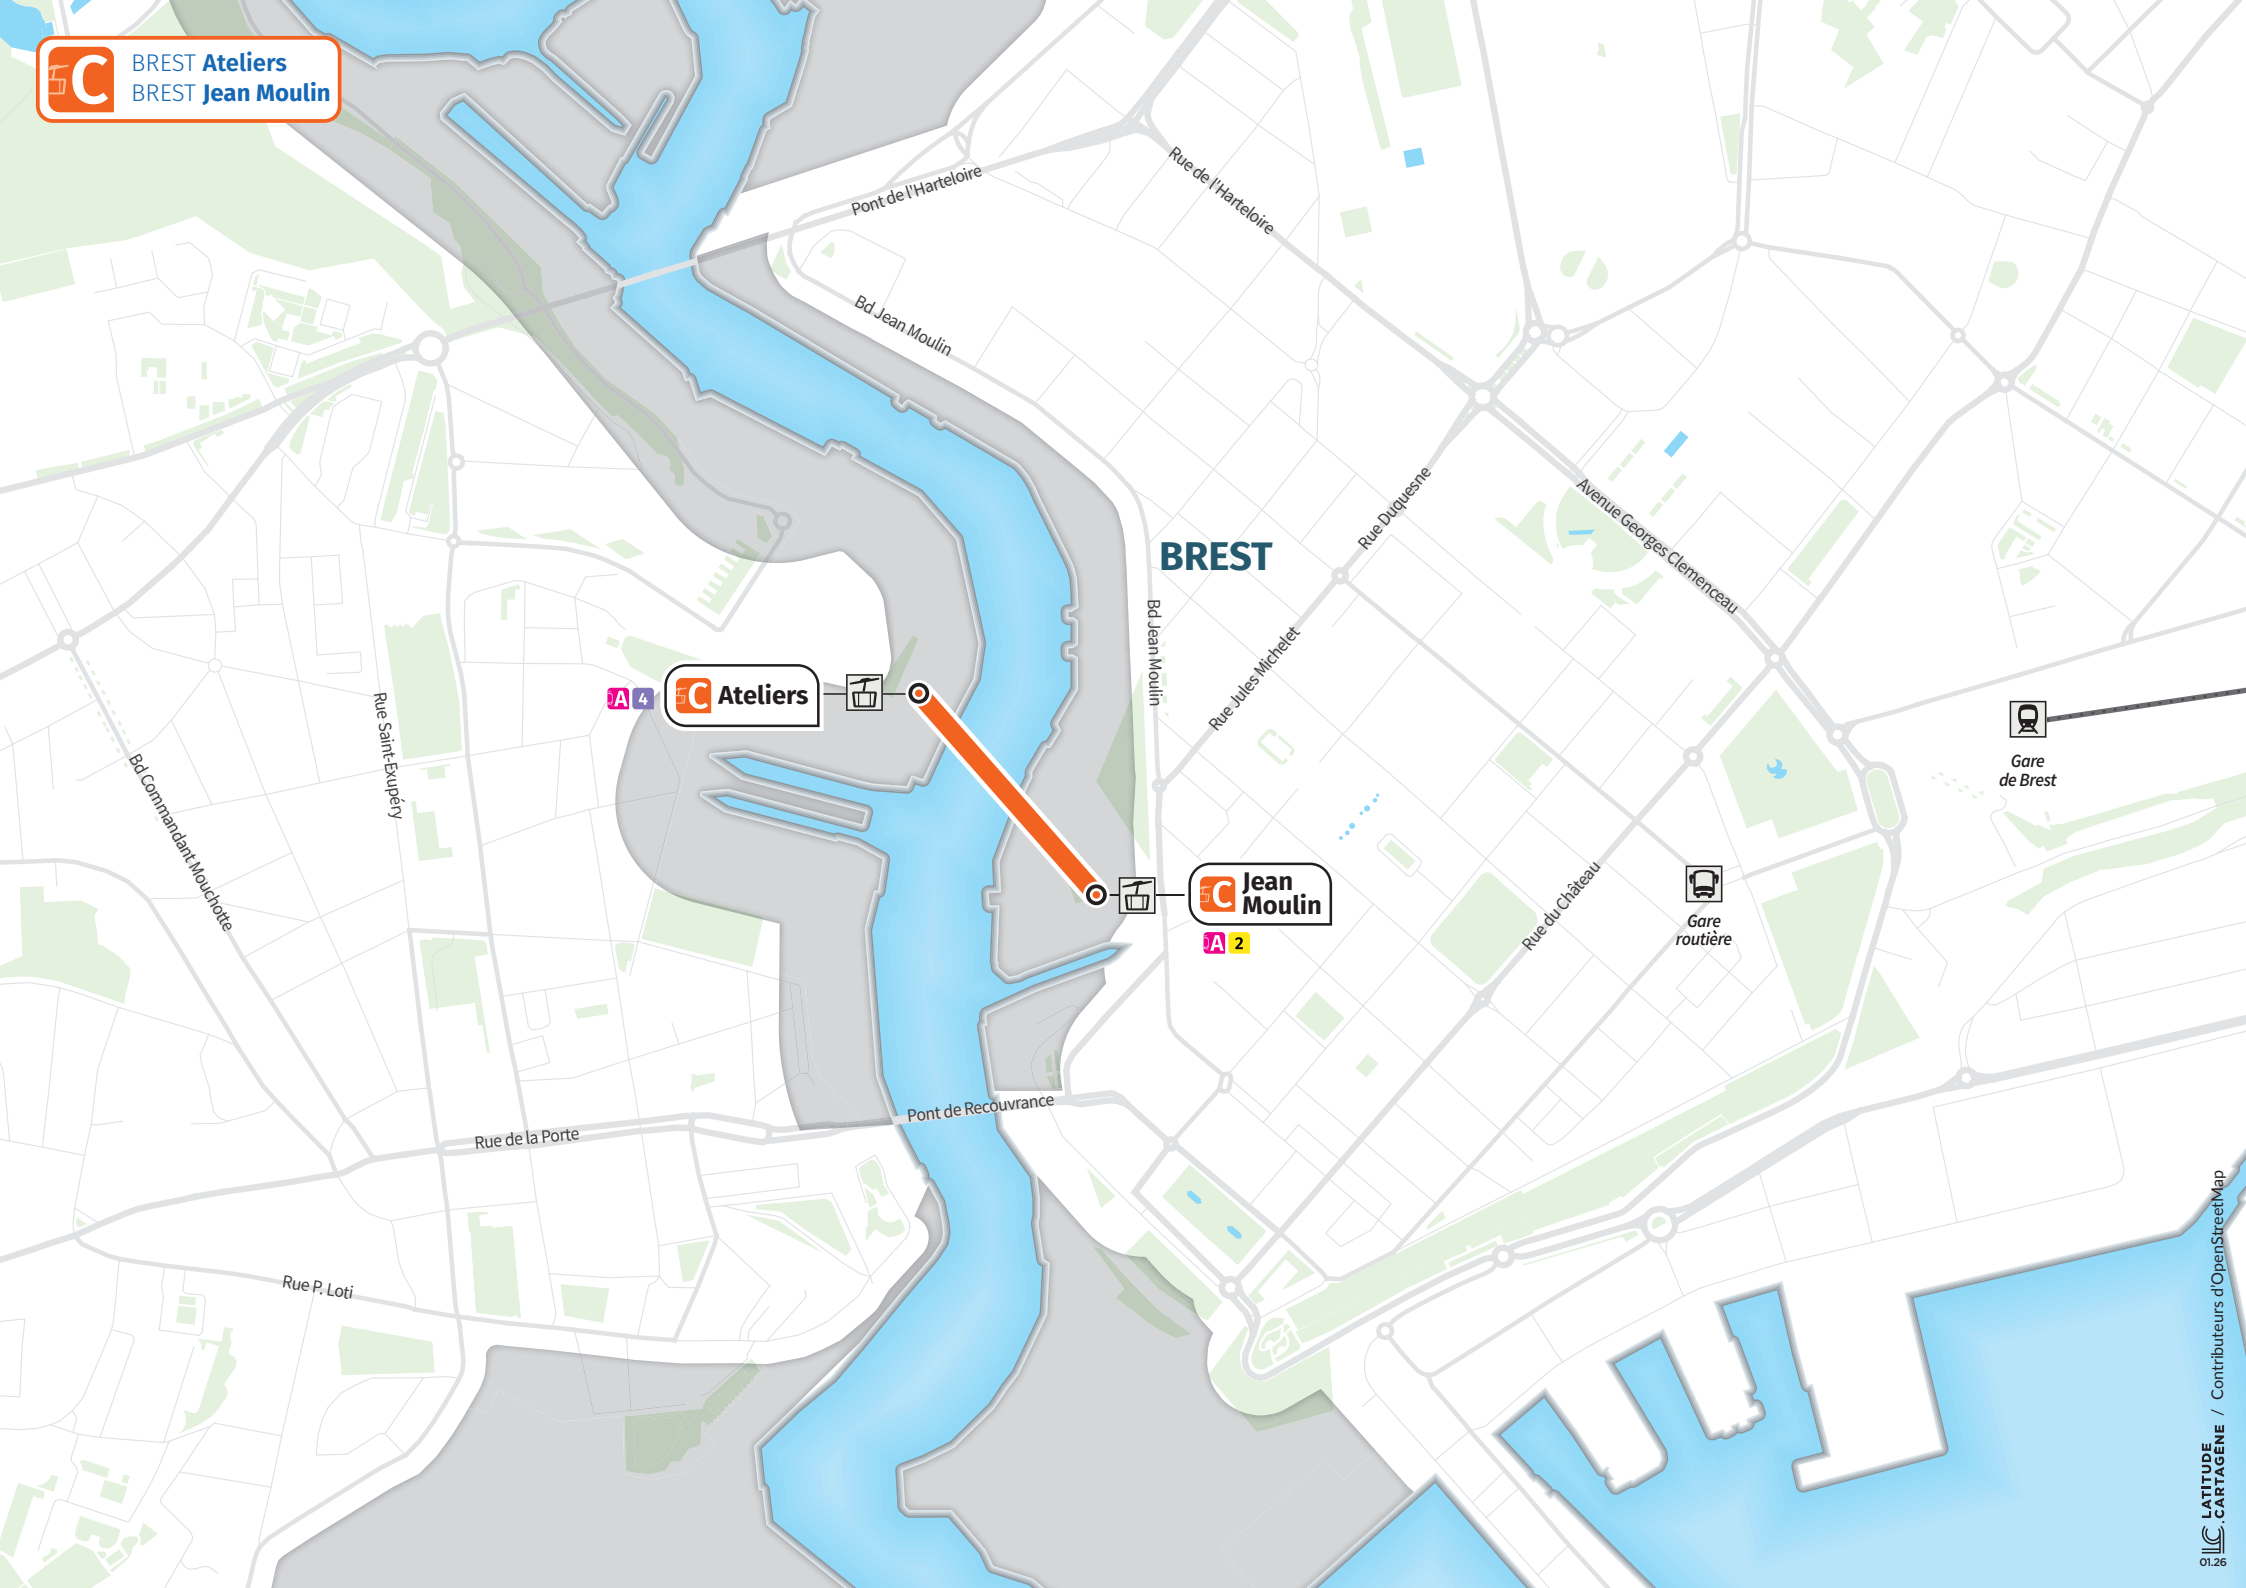 C
BREST Ateliers
BREST Jean Moulin
Pont de l'Harteloire
Rue de l'Harteloire
Bd Jean Moulin
Rue Duquesne
Avenue Georges Clemenceau
BREST
Bd Jean Moulin
Rue Jules Michelet
A 4 C Ateliers
Rue Saint-Exupéry
Bd Commandant Mouchotte
Gare
de Brest
C Jean
Moulin
A 2
Rue du Château
Gare
routière
Pont de Recouvrance
Rue de la Porte
Rue P. Loti
LC LATITUDE
.CARTAGÈNE / Contributeurs d'OpenStreetMap
01.26